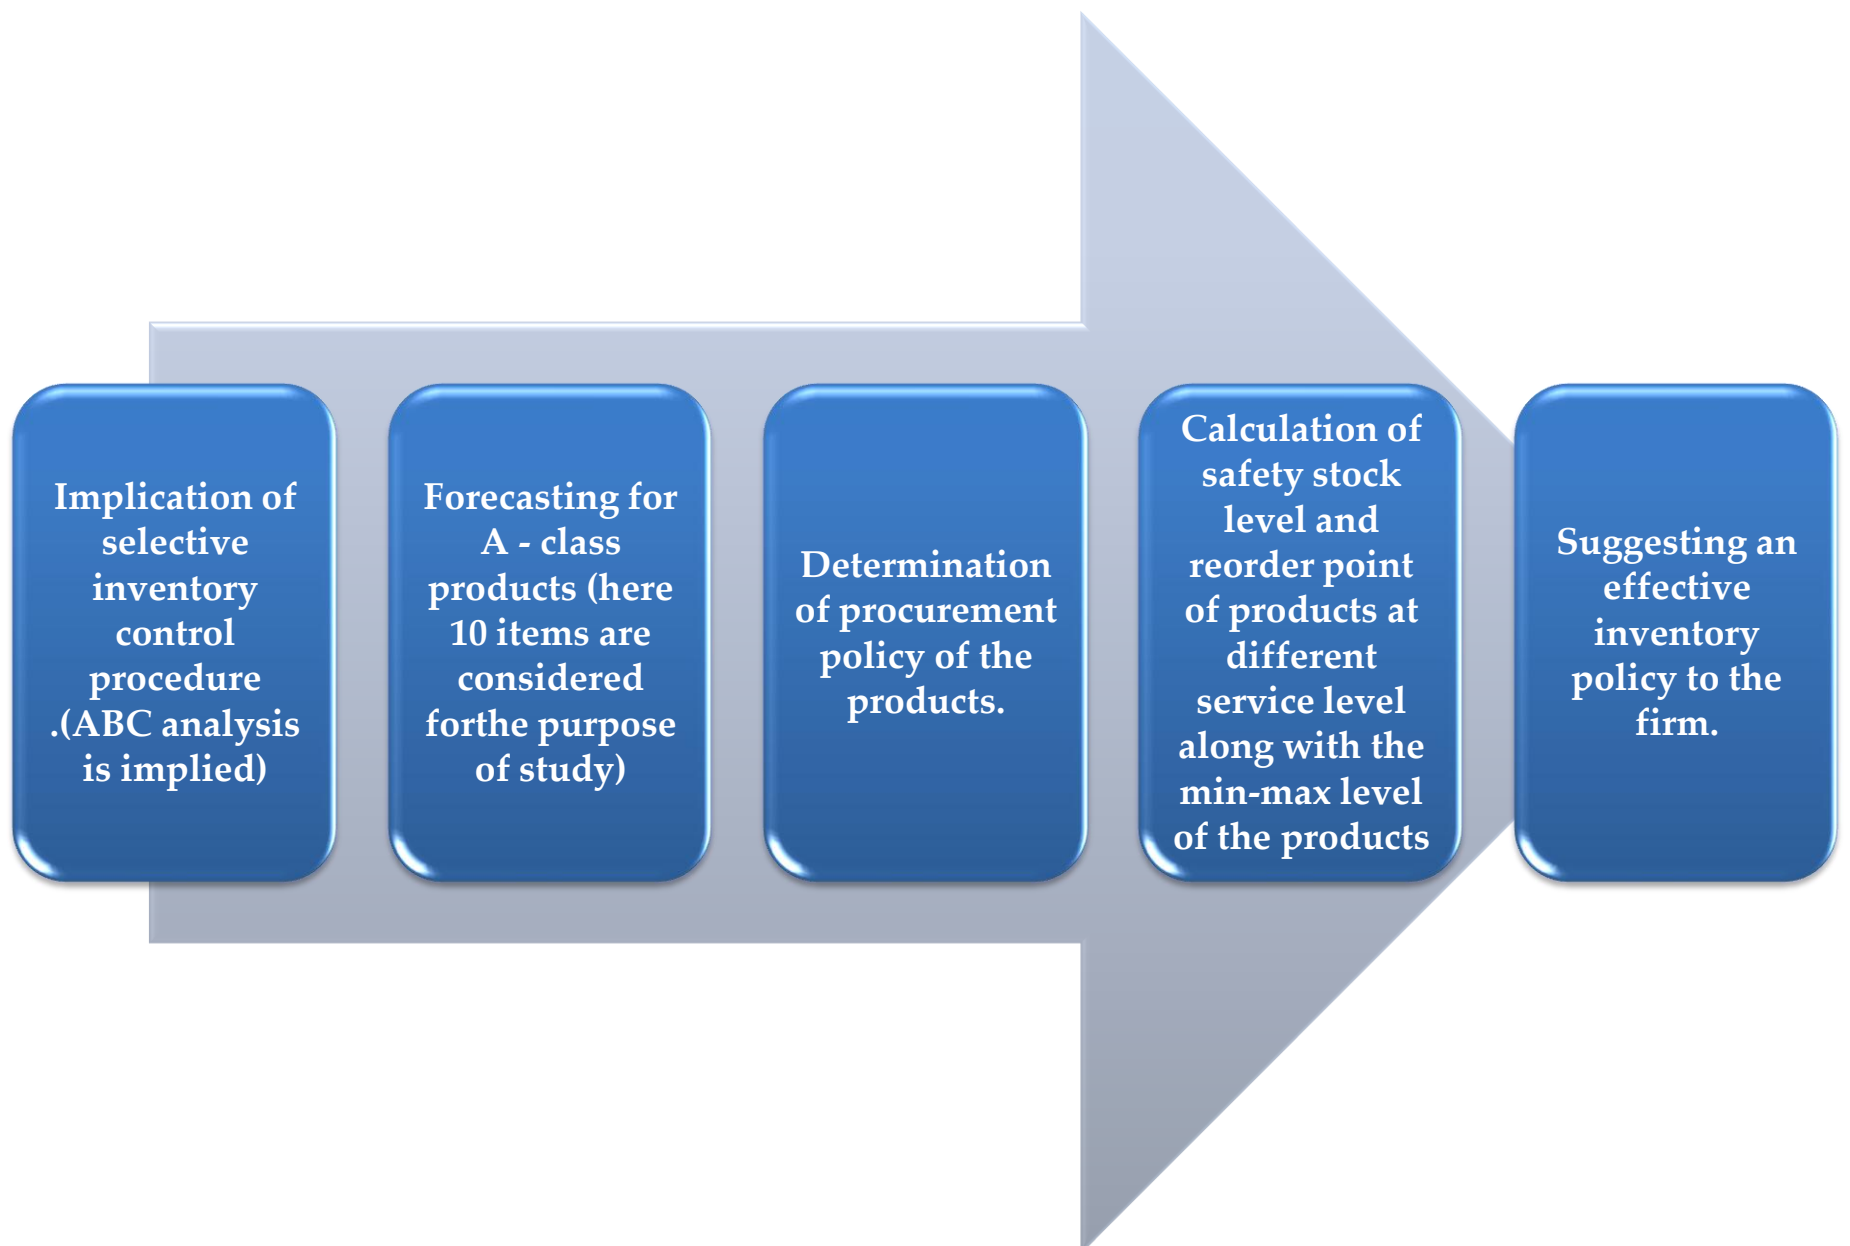 Implication of
selective
inventory
control
procedure
.(ABC analysis
is implied)
Forecasting for
A - class
products (here
10 items are
considered
forthe purpose
of study)
Determination
of procurement
policy of the
products.
Calculation of
safety stock
level and
reorder point
of products at
different
service level
along with the
min-max level
of the products
Suggesting an
effective
inventory
policy to the
firm.